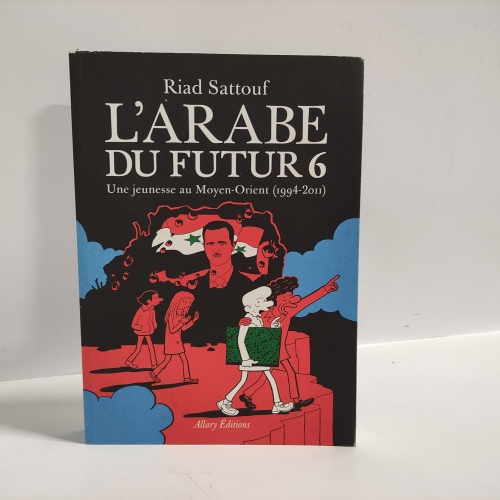 Riad Sattouf
L'ARABE
DU FUTUR 6
Une jeunesse au Moyen-Orient (1994-2011)
Allary Éditions